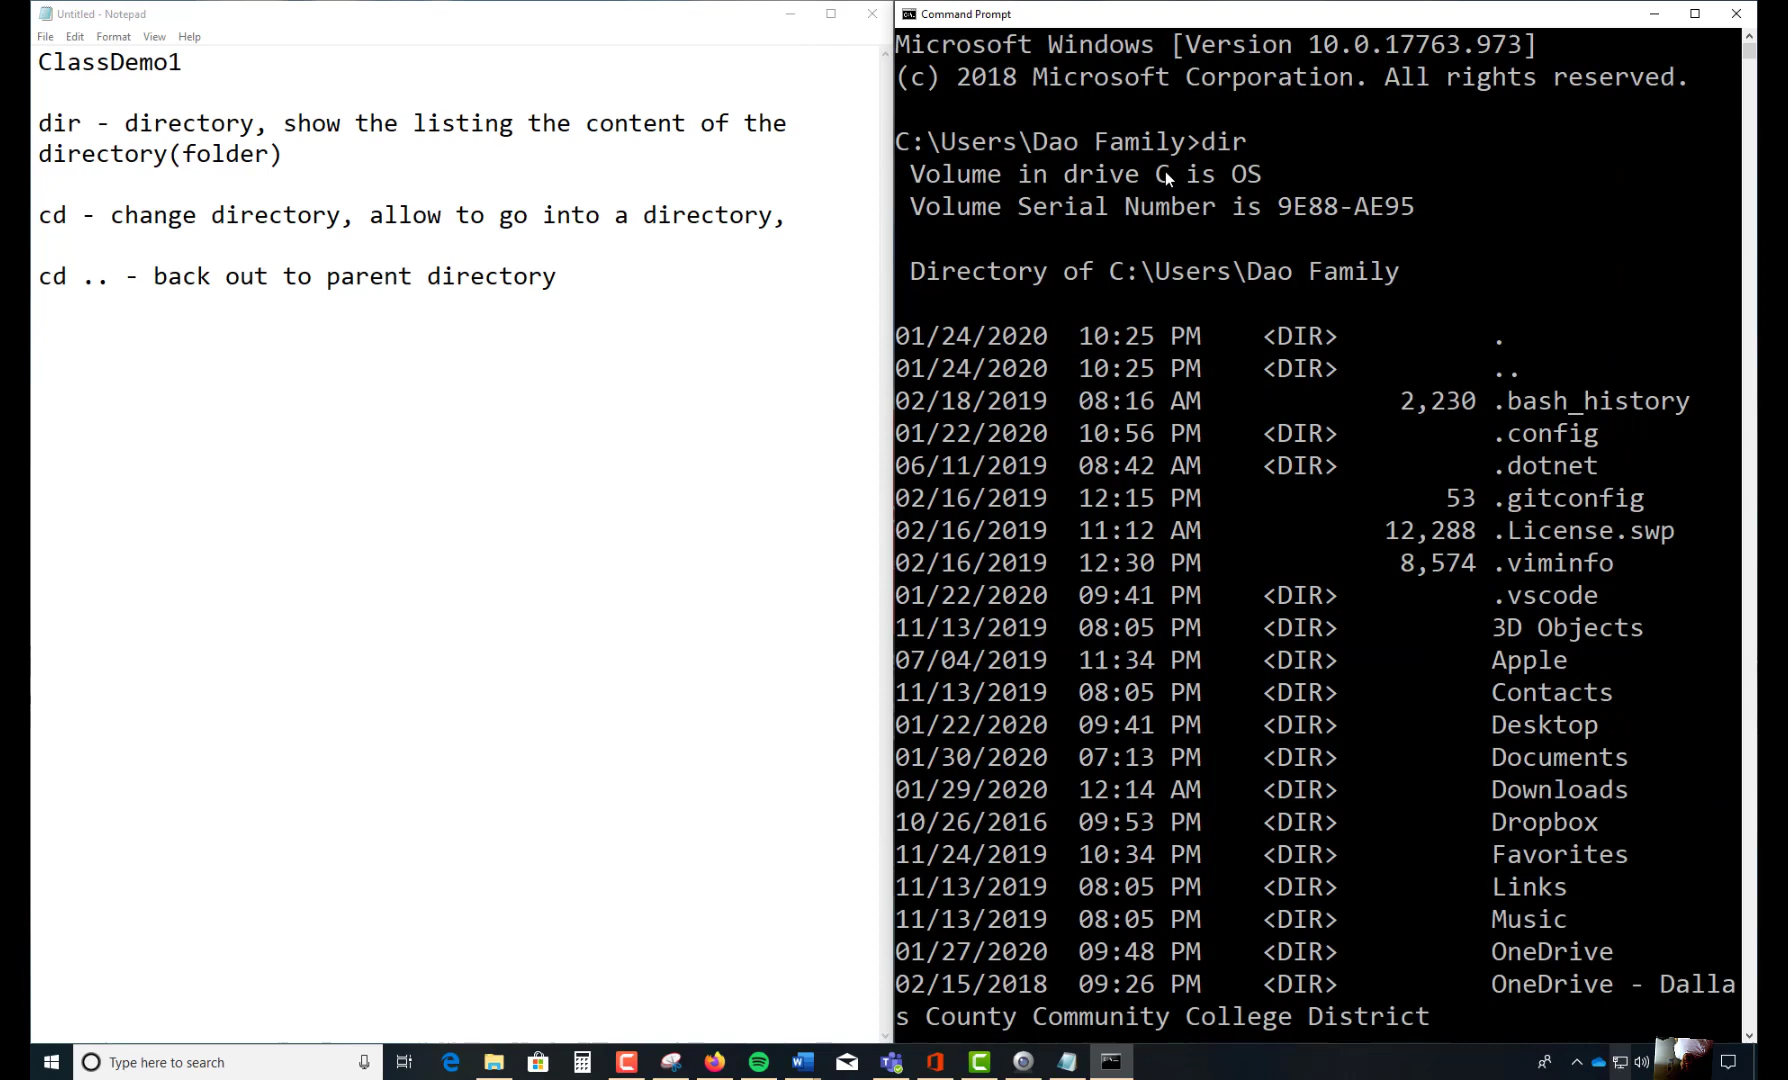 Untitled - Notepad
File Edit Format View Help
ClassDemo1
dir - directory, show the listing the content of the
directory(folder)
cd - change directory, allow to go into a directory,
cd .. - back out to parent directory
Command Prompt
Microsoft Windows [Version 10.0.17763.973]
(c) 2018 Microsoft Corporation. All rights reserved.
C:\Users\Dao Family>dir
Volume in drive C is OS
Volume Serial Number is 9E88-AE95
Directory of C:\Users\Dao Family
01/24/2020 10:25 PM <DIR> .
01/24/2020 10:25 PM <DIR> ..
02/18/2019 08:16 AM 2,230 .bash_history
01/22/2020 10:56 PM <DIR> .config
06/11/2019 08:42 AM <DIR> .dotnet
02/16/2019 12:15 PM 53 .gitconfig
02/16/2019 11:12 AM 12,288 .License.swp
02/16/2019 12:30 PM 8,574 .viminfo
01/22/2020 09:41 PM <DIR> .vscode
11/13/2019 08:05 PM <DIR> 3D Objects
07/04/2019 11:34 PM <DIR> Apple
11/13/2019 08:05 PM <DIR> Contacts
01/22/2020 09:41 PM <DIR> Desktop
01/30/2020 07:13 PM <DIR> Documents
01/29/2020 12:14 AM <DIR> Downloads
10/26/2016 09:53 PM <DIR> Dropbox
11/24/2019 10:34 PM <DIR> Favorites
11/13/2019 08:05 PM <DIR> Links
11/13/2019 08:05 PM <DIR> Music
01/27/2020 09:48 PM <DIR> OneDrive
02/15/2018 09:26 PM <DIR> OneDrive - Dalla
s County Community College District
Type here to search